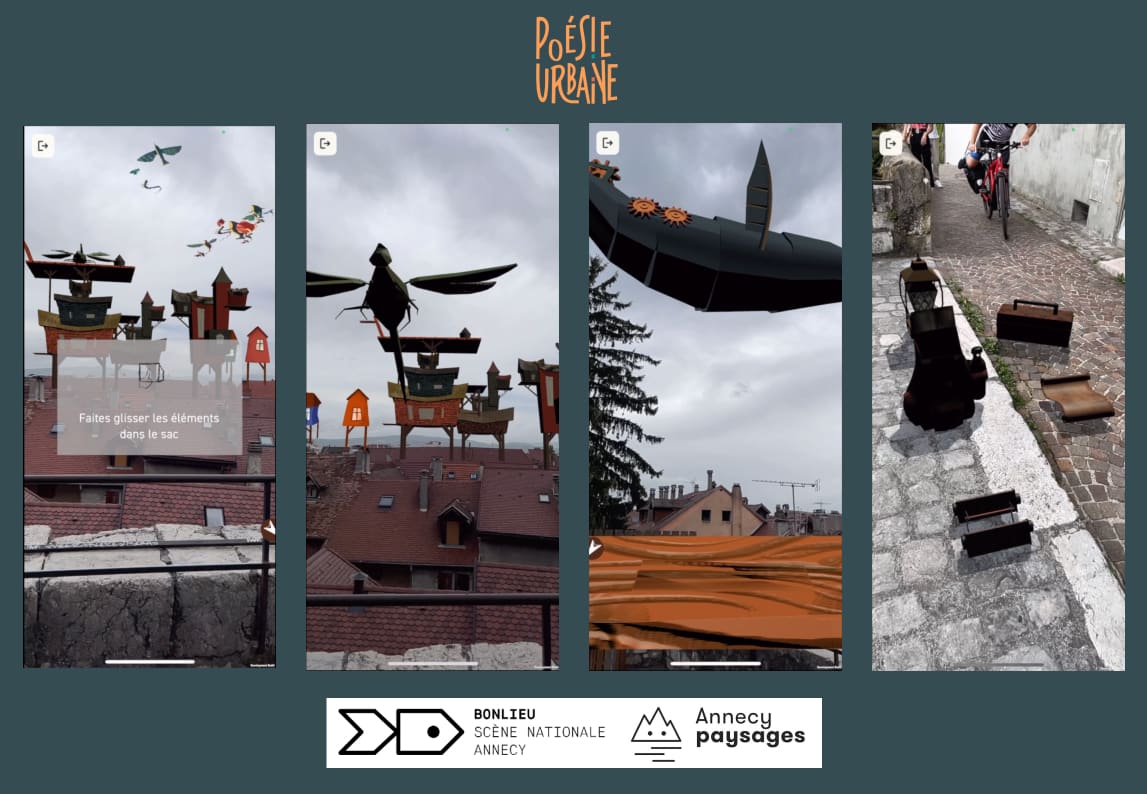 POÉSIE
URBAINE
Faites glisser les éléments
dans le sac
BONLIEU
SCÈNE NATIONALE
ANNECY
Annecy
paysages